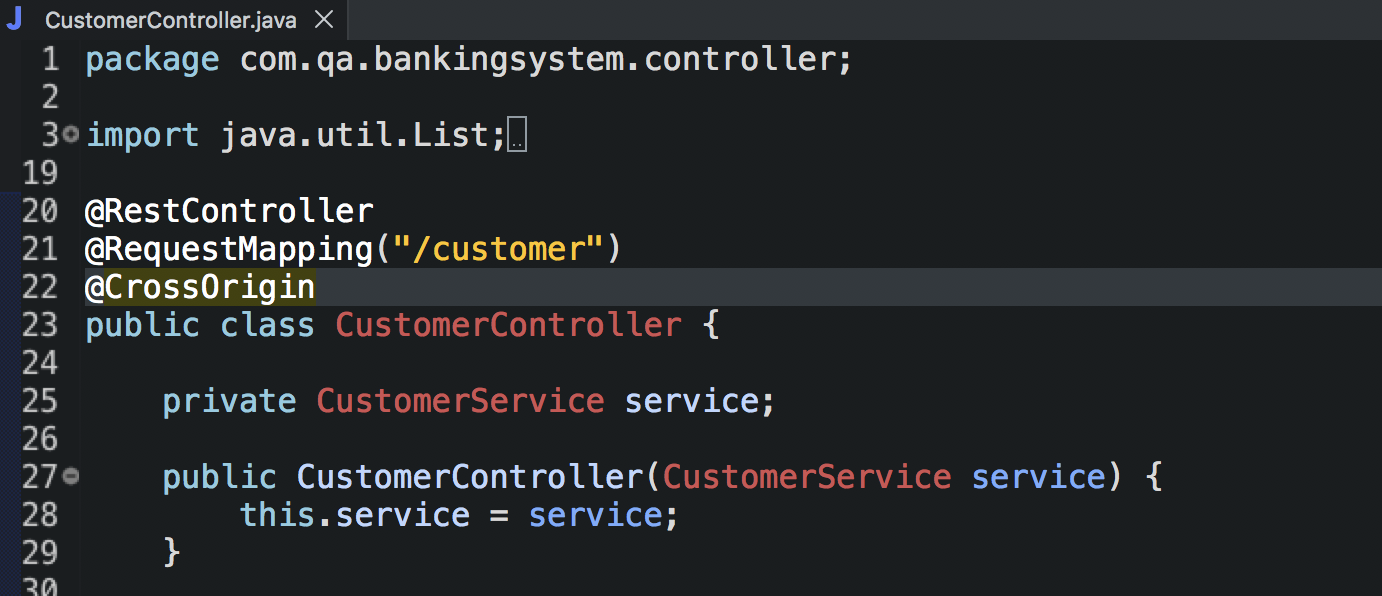 J CustomerController.java ×
1 package com.qa.bankingsystem.controller;
2
3 import java.util.List;
19
20 @RestController
21 @RequestMapping("/customer")
22 @CrossOrigin
23 public class CustomerController {
24
25     private CustomerService service;
26
27     public CustomerController(CustomerService service) {
28         this.service = service;
29     }
30